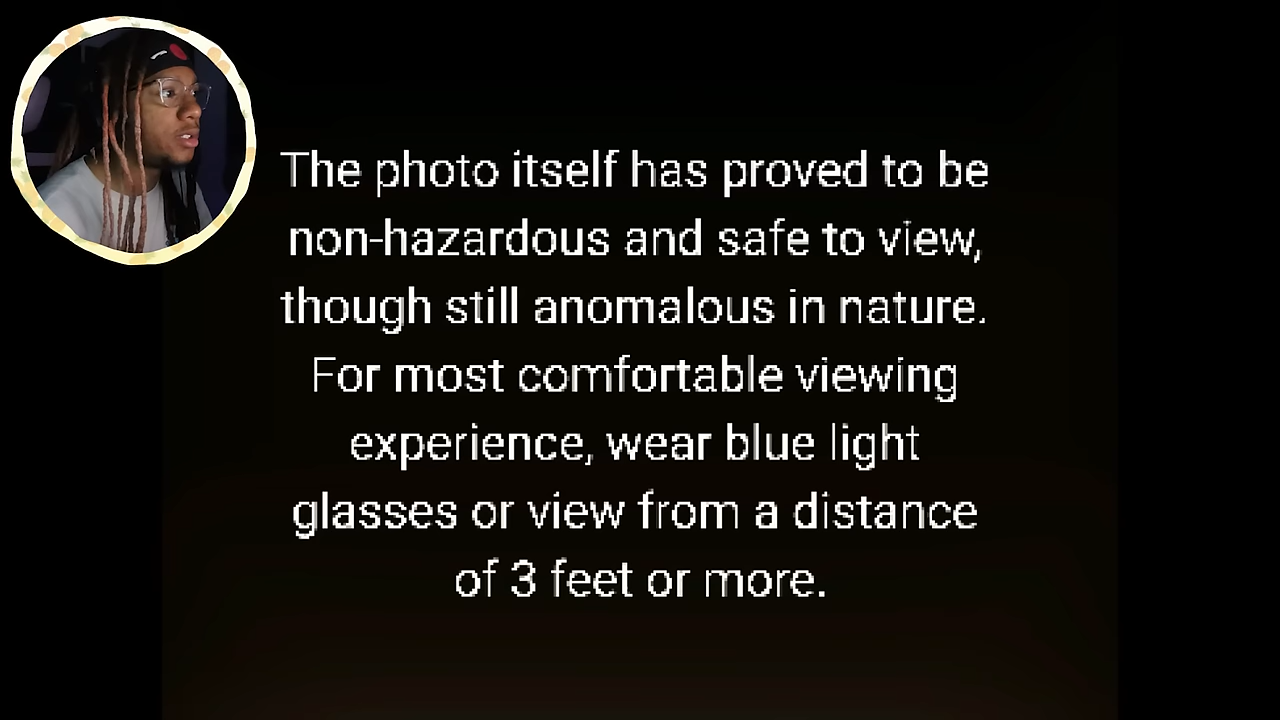 The photo itself has proved to be
non-hazardous and safe to view,
though still anomalous in nature.
For most comfortable viewing
experience, wear blue light
glasses or view from a distance
of 3 feet or more.